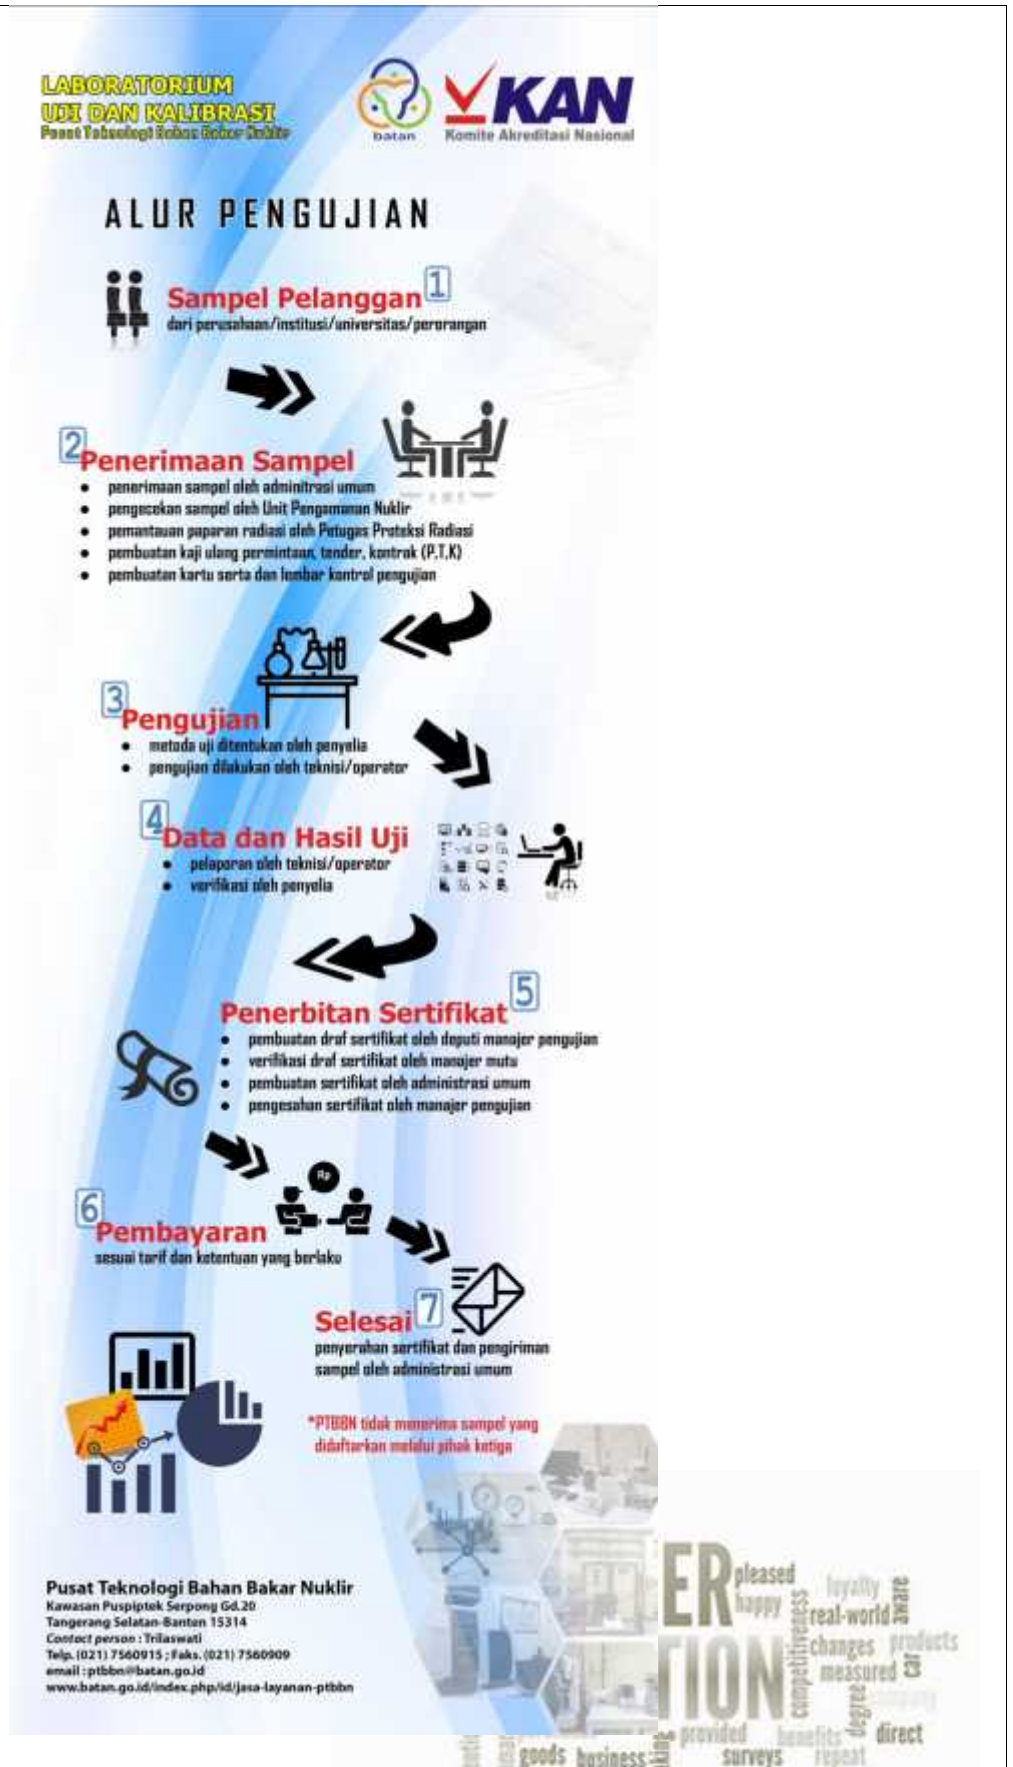 LABORATORIUM
UJI DAN KALIBRASI
Pusat Teknologi Bahan Bakar Nuklir
batan
KAN
Komite Akreditasi Nasional
ALUR PENGUJIAN
1
Sampel Pelanggan
dari perusahaan/institusi/universitas/perorangan
2
Penerimaan Sampel
• penerimaan sampel oleh adminitrasi umum
• pengecekan sampel oleh Unit Pengamanan Nuklir
• pemantauan paparan radiasi oleh Petugas Proteksi Radiasi
• pembuatan kaji ulang permintaan, tender, kontrak (P,T,K)
• pembuatan kartu serta dan lembar kontrol pengujian
3
Pengujian
• metoda uji ditentukan oleh penyelia
• pengujian dilakukan oleh teknisi/operator
4
Data dan Hasil Uji
• pelaporan oleh teknisi/operator
• verifikasi oleh penyelia
5
Penerbitan Sertifikat
• pembuatan draf sertifikat oleh deputi manajer pengujian
• verifikasi draf sertifikat oleh manajer mutu
• pembuatan sertifikat oleh administrasi umum
• pengesahan sertifikat oleh manajer pengujian
Rp
6
Pembayaran
sesuai tarif dan ketentuan yang berlaku
7
Selesai
penyerahan sertifikat dan pengiriman
sampel oleh administrasi umum
*PTBBN tidak menerima sampel yang
didaftarkan melalui pihak ketiga
Pusat Teknologi Bahan Bakar Nuklir
Kawasan Puspiptek Serpong Gd.20
Tangerang Selatan-Banten 15314
Contact person : Trilaswati
Telp. (021) 7560915 ; Faks. (021) 7560909
email :ptbbn@batan.go.id
www.batan.go.id/index.php/id/jasa-layanan-ptbbn
ER
pleased
happy
loyalty
real-world
aware
TION
competitiveness
changes
products
measured
car
company
degree
provided
benefits
direct
goods
business
surveys
repeat